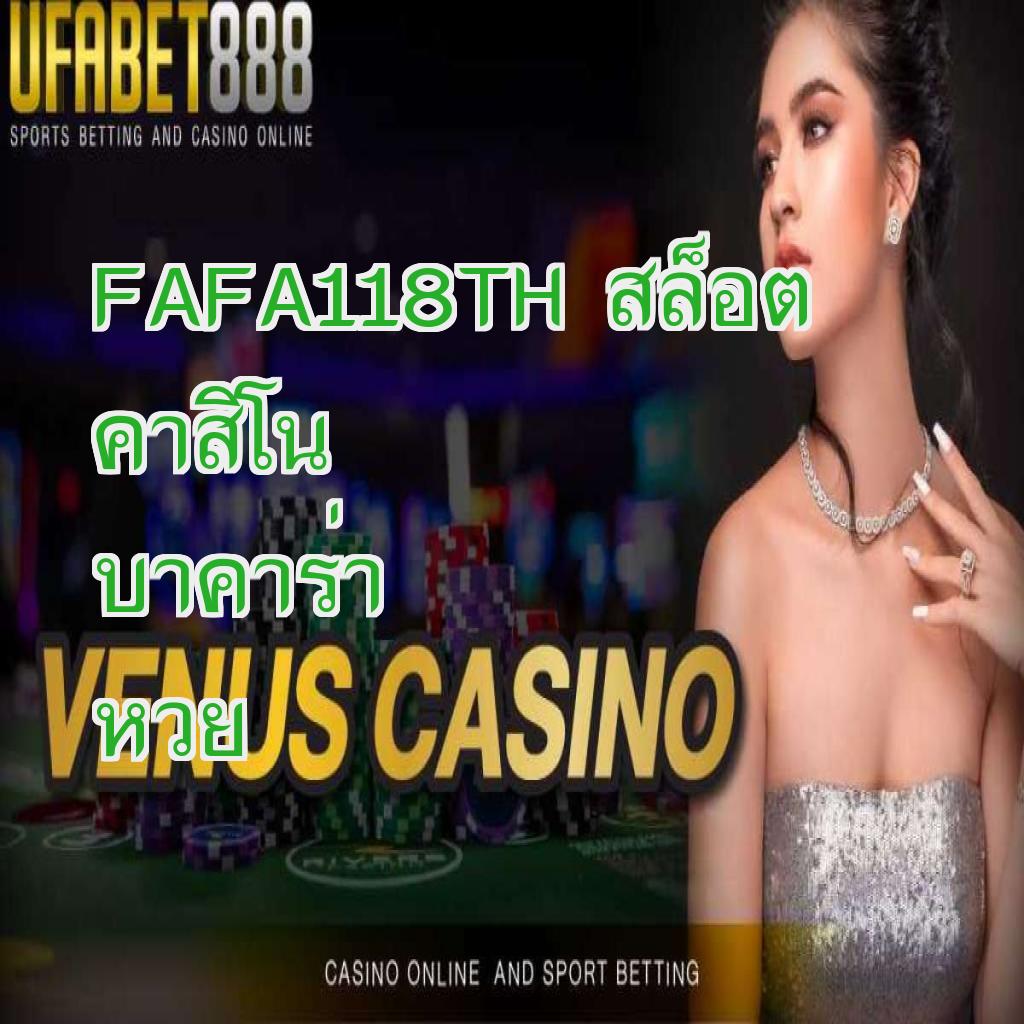 UFABET888
SPORTS BETTING AND CASINO ONLINE
FAFA118TH สล็อต
คาสิโน
บาคาร่า
VENUS CASINO
หวย
CASINO ONLINE AND SPORT BETTING